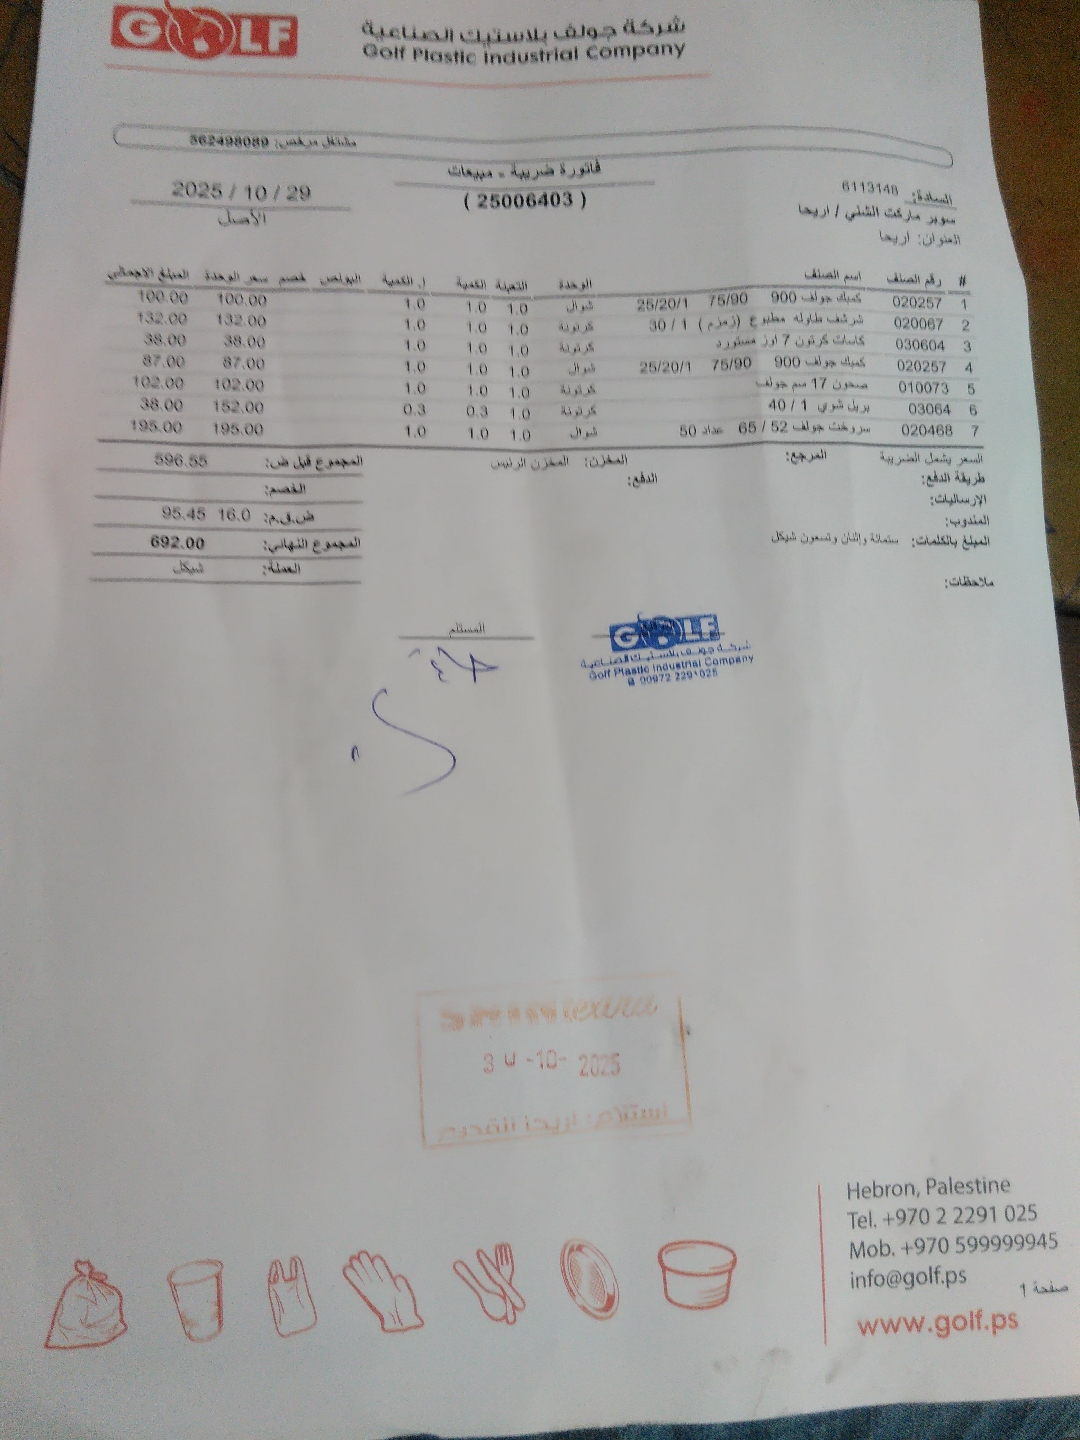 GOLF
شركة جولف بلاستيك الصناعية
Golf Plastic Industrial Company
مشتغل مرخص: 562498089
فاتورة ضريبية - مبيعات
( 25006403 )
2025 / 10 / 29
الأصل
السادة: 6113148
سوبر ماركت الشني / اريحا
العنوان: أريحا
# رقم الصنف اسم الصنف الوحدة التعبئة الكمية إ. الكمية البونص خصم سعر الوحدة المبلغ الاجمالي
1 020257 كمبك جولف 900 75/90 25/20/1 شوال 1.0 1.0 1.0 100.00 100.00
2 020067 شرشف طاوله مطبوع (زمزم) 1 / 30 كرتونة 1.0 1.0 1.0 132.00 132.00
3 030604 كاسات كرتون 7 اوز مستورد كرتونة 1.0 1.0 1.0 38.00 38.00
4 020257 كمبك جولف 900 75/90 25/20/1 شوال 1.0 1.0 1.0 87.00 87.00
5 010073 صحون 17 سم جولف كرتونة 1.0 1.0 1.0 102.00 102.00
6 03064 بريل شوي 1 / 40 كرتونة 1.0 0.3 0.3 152.00 38.00
7 020468 سروخت جولف 52 / 65 عداد 50 شوال 1.0 1.0 1.0 195.00 195.00
السعر يشمل الضريبة المرجع: المخزن: المخزن الرئيس
طريقة الدفع: الدفع:
الإرساليات:
المندوب:
المبلغ بالكلمات: ستمائة وإثنان وتسعون شيكل
ملاحظات:
المجموع قبل ض: 596.55
الخصم:
ض.ق.م: 16.0 95.45
المجموع النهائي: 692.00
العملة: شيكل
المستلم
GOLF
شركة جولف بلاستيك الصناعية
Golf Plastic Industrial Company
00972 2291025
-10- 2025
Hebron, Palestine
Tel. +970 2 2291 025
Mob. +970 599999945
info@golf.ps
صفحة 1
www.golf.ps